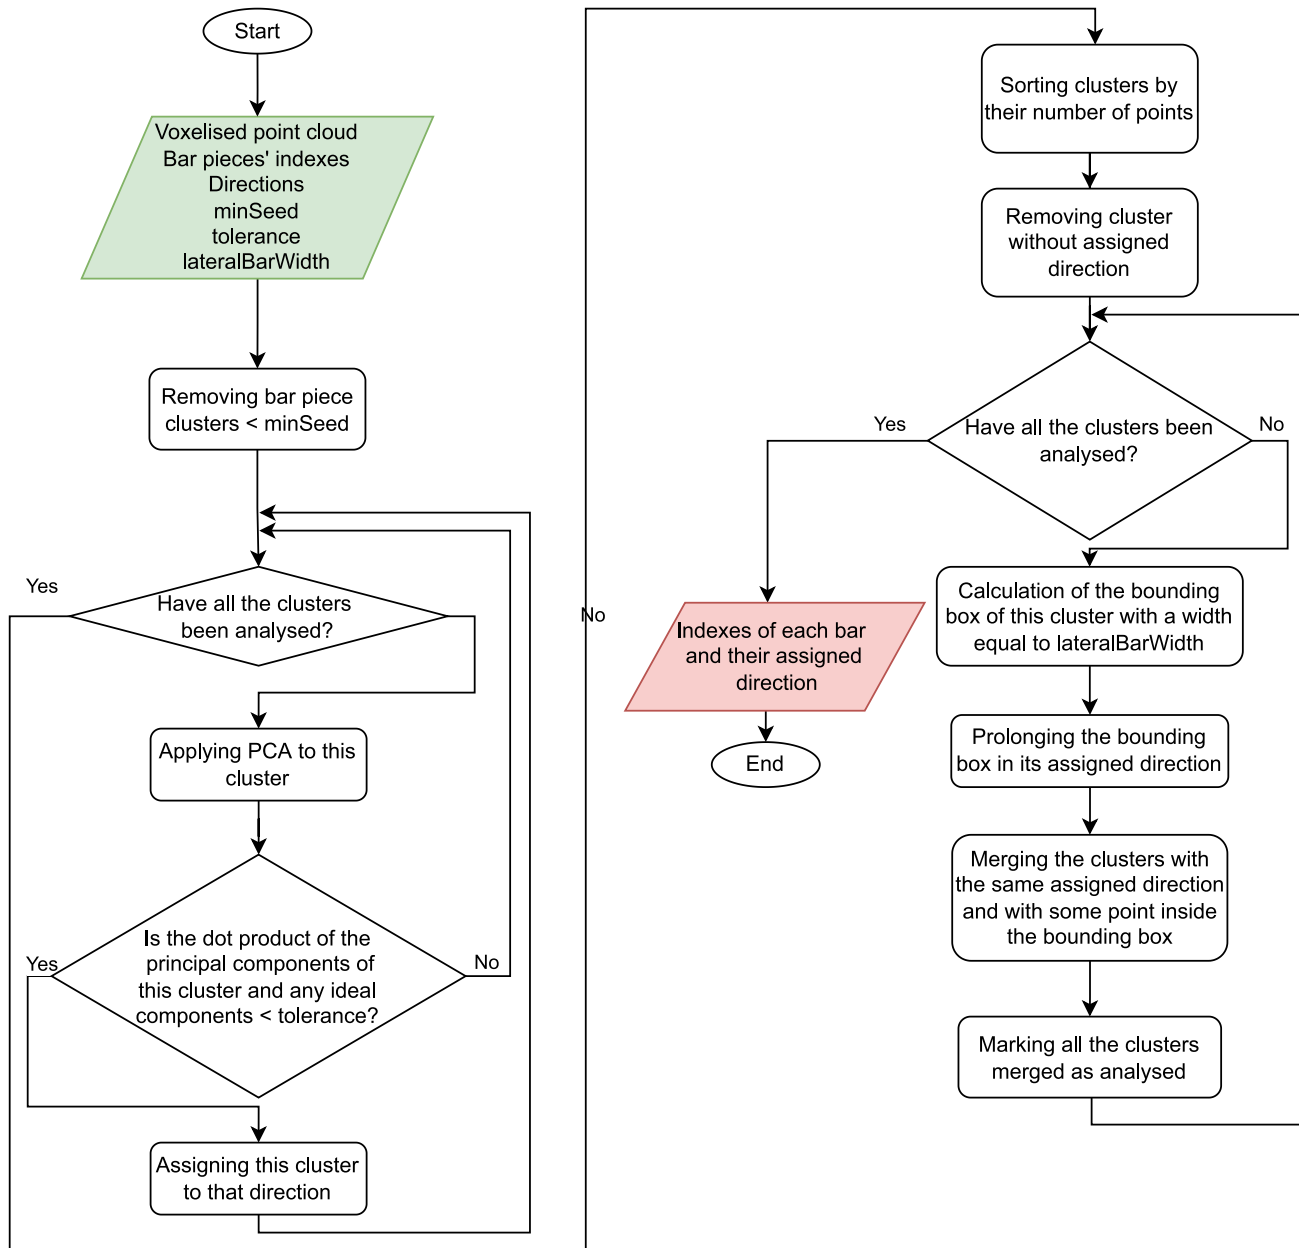 Start
Voxelised point cloud
Bar pieces' indexes
Directions
minSeed
tolerance
lateralBarWidth
Removing bar piece
clusters < minSeed
Yes
Have all the clusters
been analysed?
Applying PCA to this
cluster
Is the dot product of the
principal components of
this cluster and any ideal
components < tolerance?
Yes
No
Assigning this cluster
to that direction
No
Sorting clusters by
their number of points
Removing cluster
without assigned
direction
Yes
Have all the clusters been
analysed?
No
Indexes of each bar
and their assigned
direction
End
Calculation of the bounding
box of this cluster with a width
equal to lateralBarWidth
Prolonging the bounding
box in its assigned direction
Merging the clusters with
the same assigned direction
and with some point inside
the bounding box
Marking all the clusters
merged as analysed